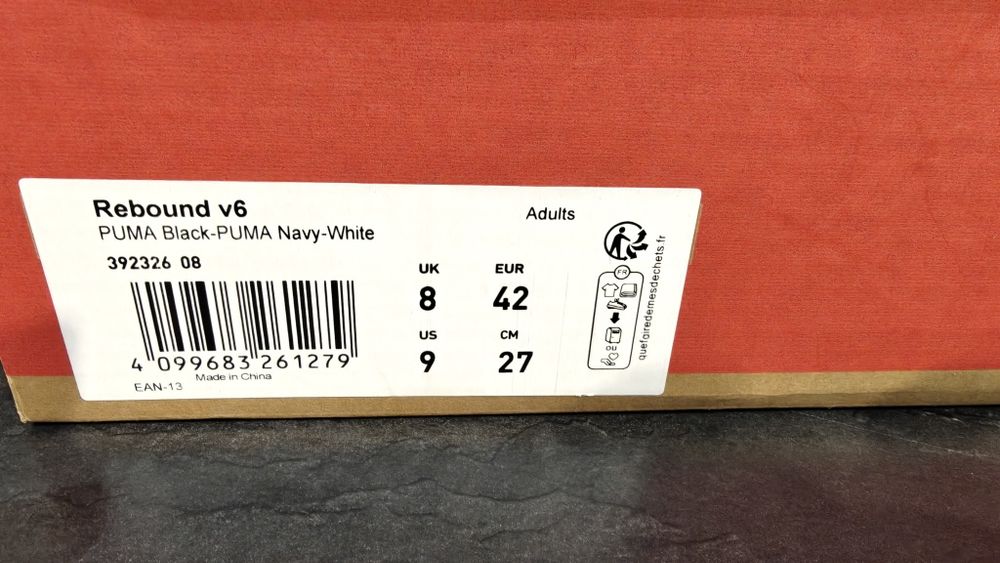 Rebound v6
Adults
PUMA Black-PUMA Navy-White
392326 08
UK
EUR
8
42
US
CM
9
27
4 099683 261279
Made in China
EAN-13
FR
OU
quefairedemesdechets.fr